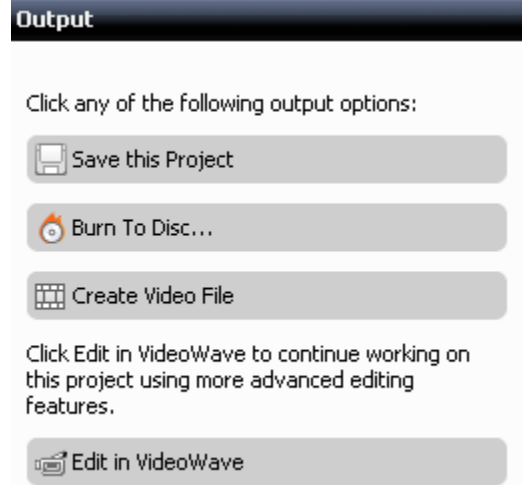 Output
Click any of the following output options:
Save this Project
Burn To Disc...
Create Video File
Click Edit in VideoWave to continue working on
this project using more advanced editing
features.
Edit in VideoWave